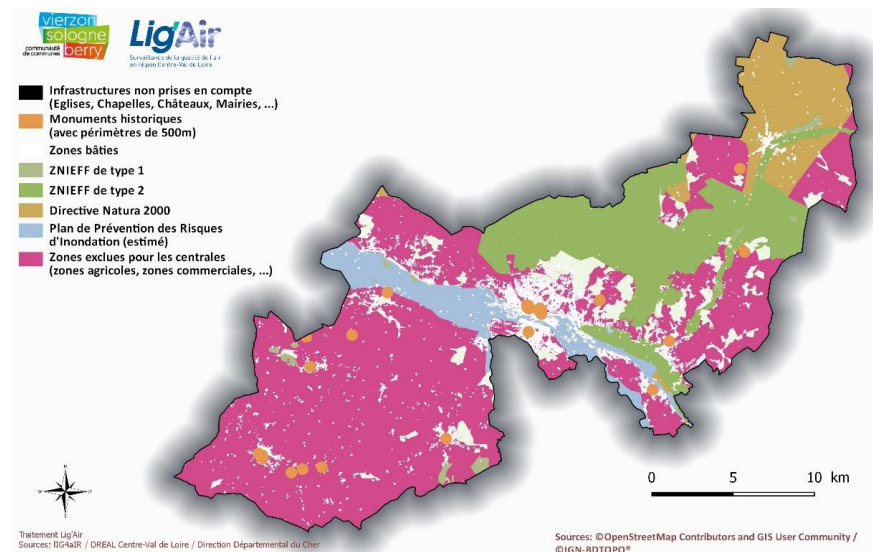 vierzon
sologne
communauté
de communes
berry
Lig'Air
Surveillance de la qualité de l'air
en région Centre-Val de Loire
Infrastructures non prises en compte
(Eglises, Chapelles, Châteaux, Mairies, ...)
Monuments historiques
(avec périmètres de 500m)
Zones bâties
ZNIEFF de type 1
ZNIEFF de type 2
Directive Natura 2000
Plan de Prévention des Risques
d'Inondation (estimé)
Zones exclues pour les centrales
(zones agricoles, zones commerciales, ...)
0 5 10 km
Traitement Lig'Air
Sources: lIG4aIR / DREAL Centre-Val de Loire / Direction Départemental du Cher
Sources: ©OpenStreetMap Contributors and GIS User Community /
©IGN-BDTOPO®